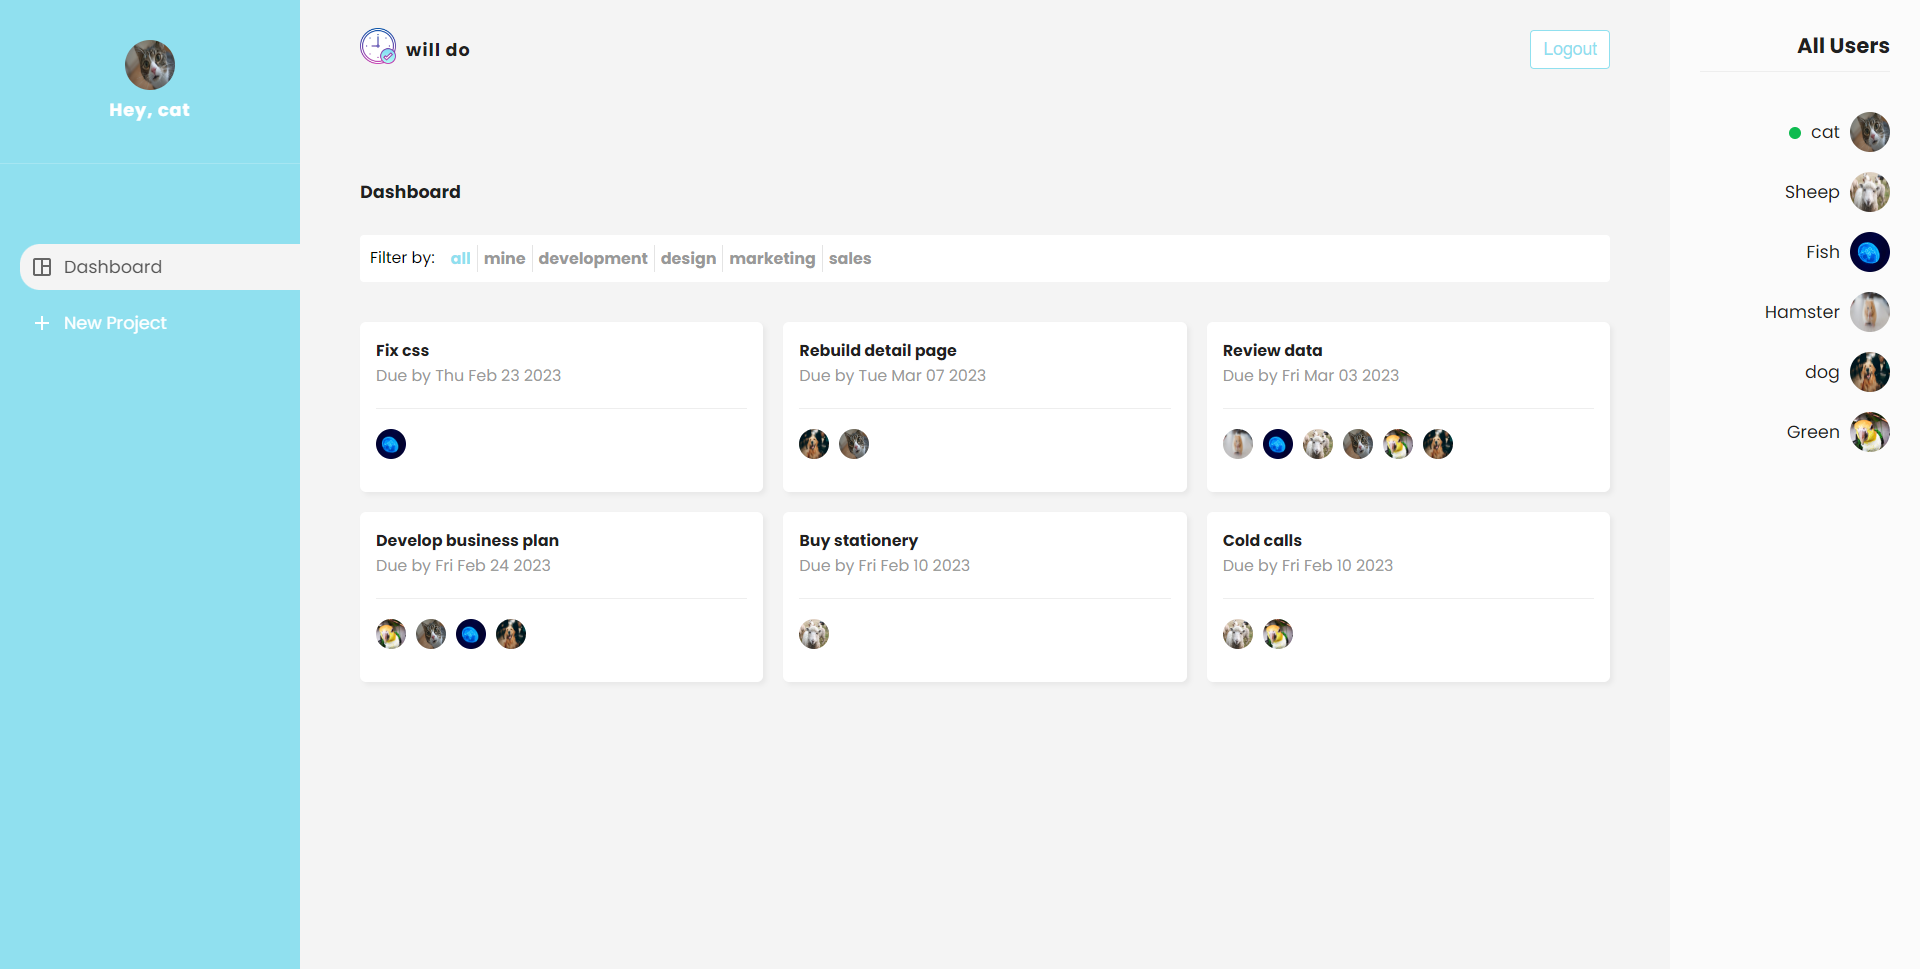 Hey, cat
Dashboard
New Project
will do
Logout
Dashboard
Filter by: all mine development design marketing sales
Fix css
Due by Thu Feb 23 2023
Rebuild detail page
Due by Tue Mar 07 2023
Review data
Due by Fri Mar 03 2023
Develop business plan
Due by Fri Feb 24 2023
Buy stationery
Due by Fri Feb 10 2023
Cold calls
Due by Fri Feb 10 2023
All Users
cat
Sheep
Fish
Hamster
dog
Green